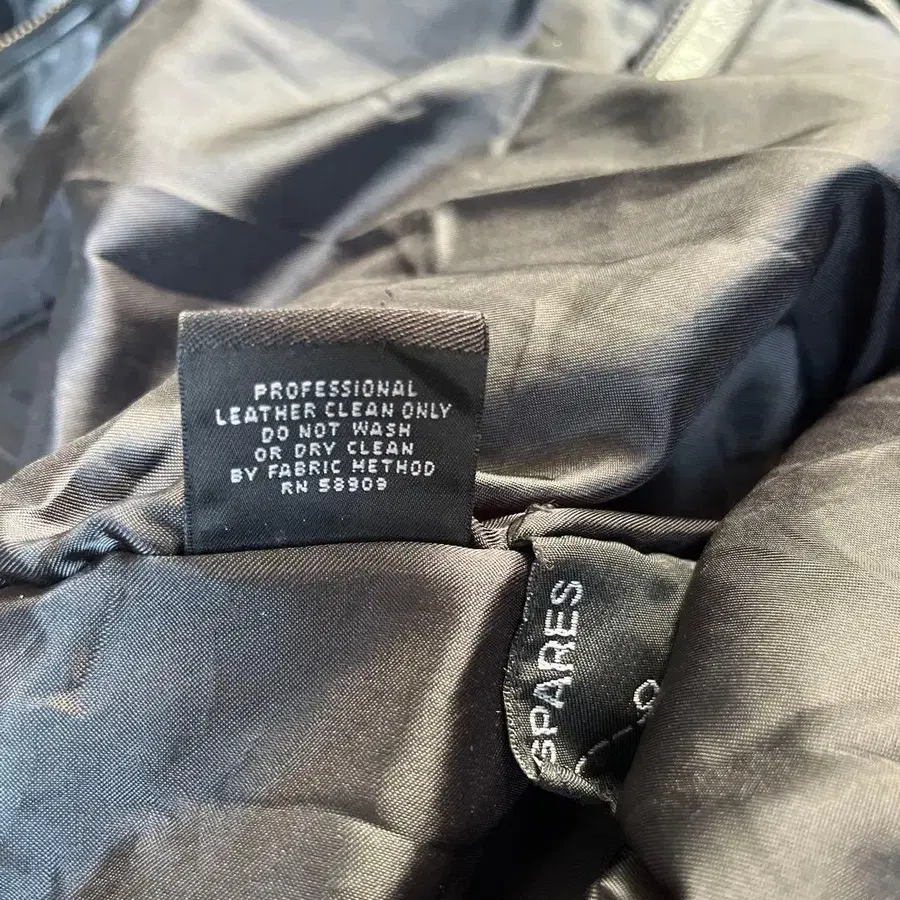 PROFESSIONAL
LEATHER CLEAN ONLY
DO NOT WASH
OR DRY CLEAN
BY FABRIC METHOD
RN 58909
SPARES